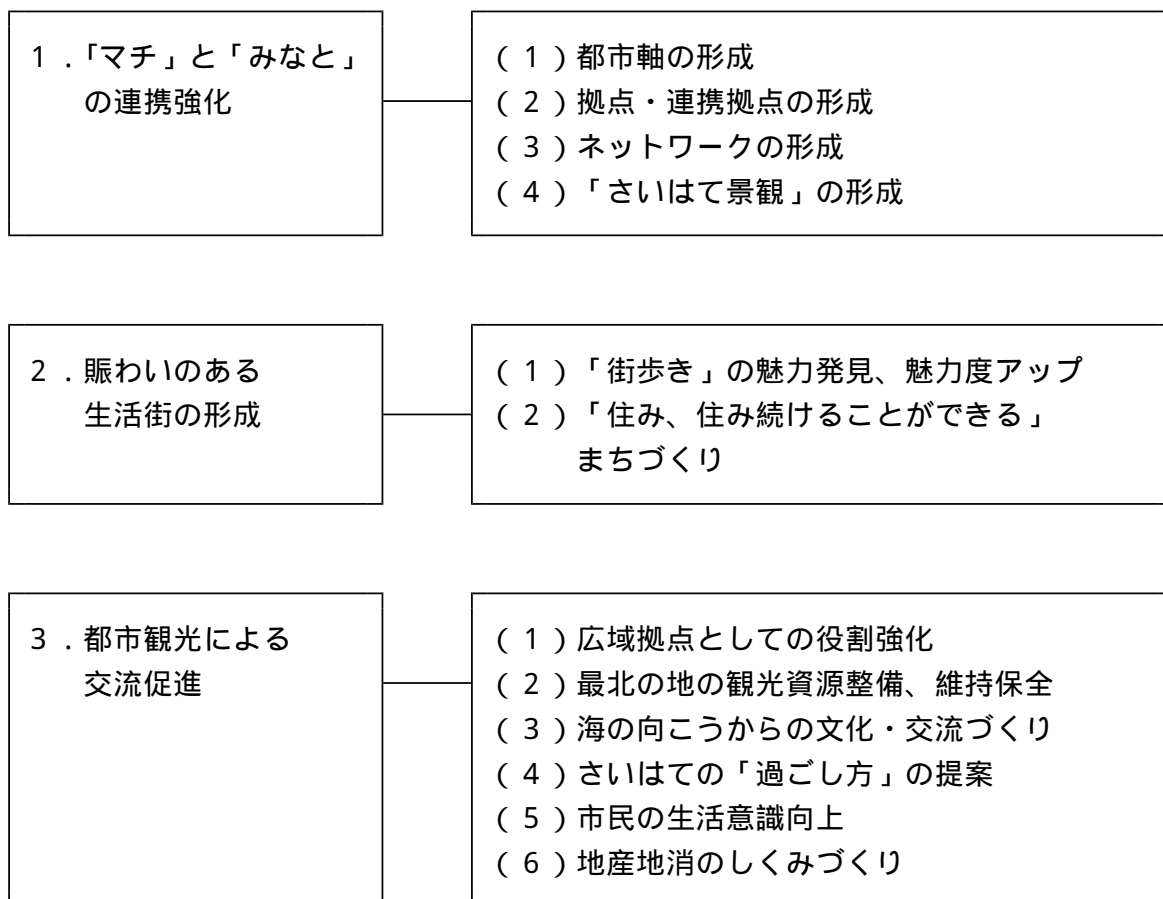 １．「マチ」と「みなと」
の連携強化
（１）都市軸の形成
（２）拠点・連携拠点の形成
（３）ネットワークの形成
（４）「さいはて景観」の形成
２．賑わいのある
生活街の形成
（１）「街歩き」の魅力発見、魅力度アップ
（２）「住み、住み続けることができる」
まちづくり
３．都市観光による
交流促進
（１）広域拠点としての役割強化
（２）最北の地の観光資源整備、維持保全
（３）海の向こうからの文化・交流づくり
（４）さいはての「過ごし方」の提案
（５）市民の生活意識向上
（６）地産地消のしくみづくり